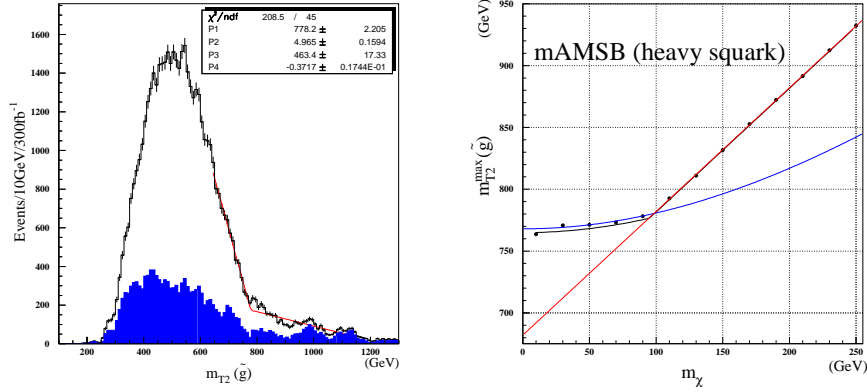 χ²/ndf 208.5 / 45
P1 778.2 ± 2.205
P2 4.965 ± 0.1594
P3 463.4 ± 17.33
P4 -0.3717 ± 0.1744E-01
Events/10GeV/300fb⁻¹
1600
1400
1200
1000
800
600
400
200
0
200 400 600 800 1000 1200
(GeV)
m_T2 (g̃)
(GeV)
m_T2^max (g̃)
mAMSB (heavy squark)
950
900
850
800
750
700
0 50 100 150 200 250
m_χ (GeV)